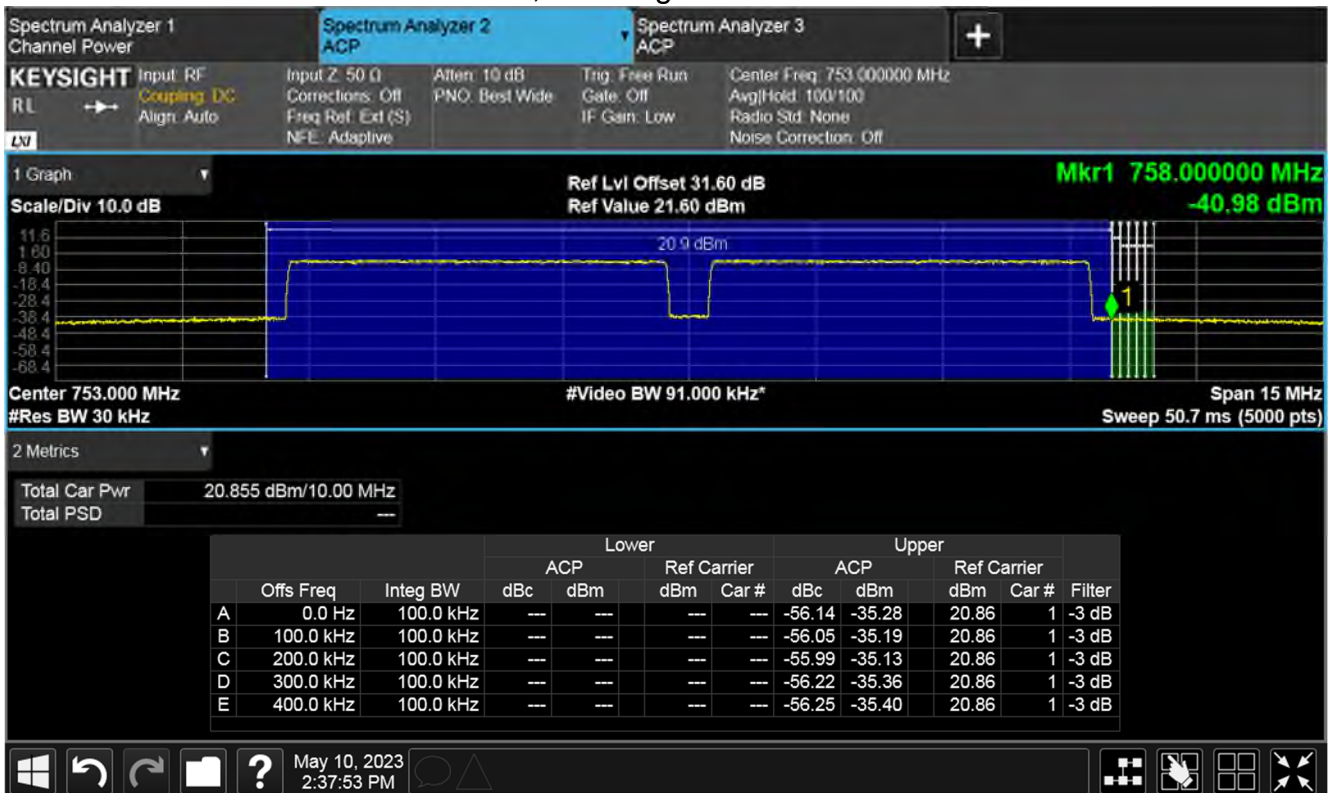 Spectrum Analyzer 1
Channel Power
Spectrum Analyzer 2
ACP
Spectrum Analyzer 3
ACP
KEYSIGHT
RL
LXI
Input: RF
Coupling: DC
Align: Auto
Input Z: 50 Ω
Corrections: Off
Freq Ref: Ext (S)
NFE: Adaptive
Atten: 10 dB
PNO: Best Wide
Trig: Free Run
Gate: Off
IF Gain: Low
Center Freq: 753.000000 MHz
Avg|Hold: 100/100
Radio Std: None
Noise Correction: Off
1 Graph
Scale/Div 10.0 dB
Ref Lvl Offset 31.60 dB
Ref Value 21.60 dBm
Mkr1 758.000000 MHz
-40.98 dBm
20.9 dBm
11.6
1.60
-8.40
-18.4
-28.4
-38.4
-48.4
-58.4
-68.4
1
Center 753.000 MHz
#Res BW 30 kHz
#Video BW 91.000 kHz*
Span 15 MHz
Sweep 50.7 ms (5000 pts)
2 Metrics
Total Car Pwr 20.855 dBm/10.00 MHz
Total PSD ---
Lower Upper
ACP Ref Carrier ACP Ref Carrier
Offs Freq Integ BW dBc dBm dBm Car # dBc dBm dBm Car # Filter
A 0.0 Hz 100.0 kHz --- --- --- --- -56.14 -35.28 20.86 1 -3 dB
B 100.0 kHz 100.0 kHz --- --- --- --- -56.05 -35.19 20.86 1 -3 dB
C 200.0 kHz 100.0 kHz --- --- --- --- -55.99 -35.13 20.86 1 -3 dB
D 300.0 kHz 100.0 kHz --- --- --- --- -56.22 -35.36 20.86 1 -3 dB
E 400.0 kHz 100.0 kHz --- --- --- --- -56.25 -35.40 20.86 1 -3 dB
May 10, 2023
2:37:53 PM